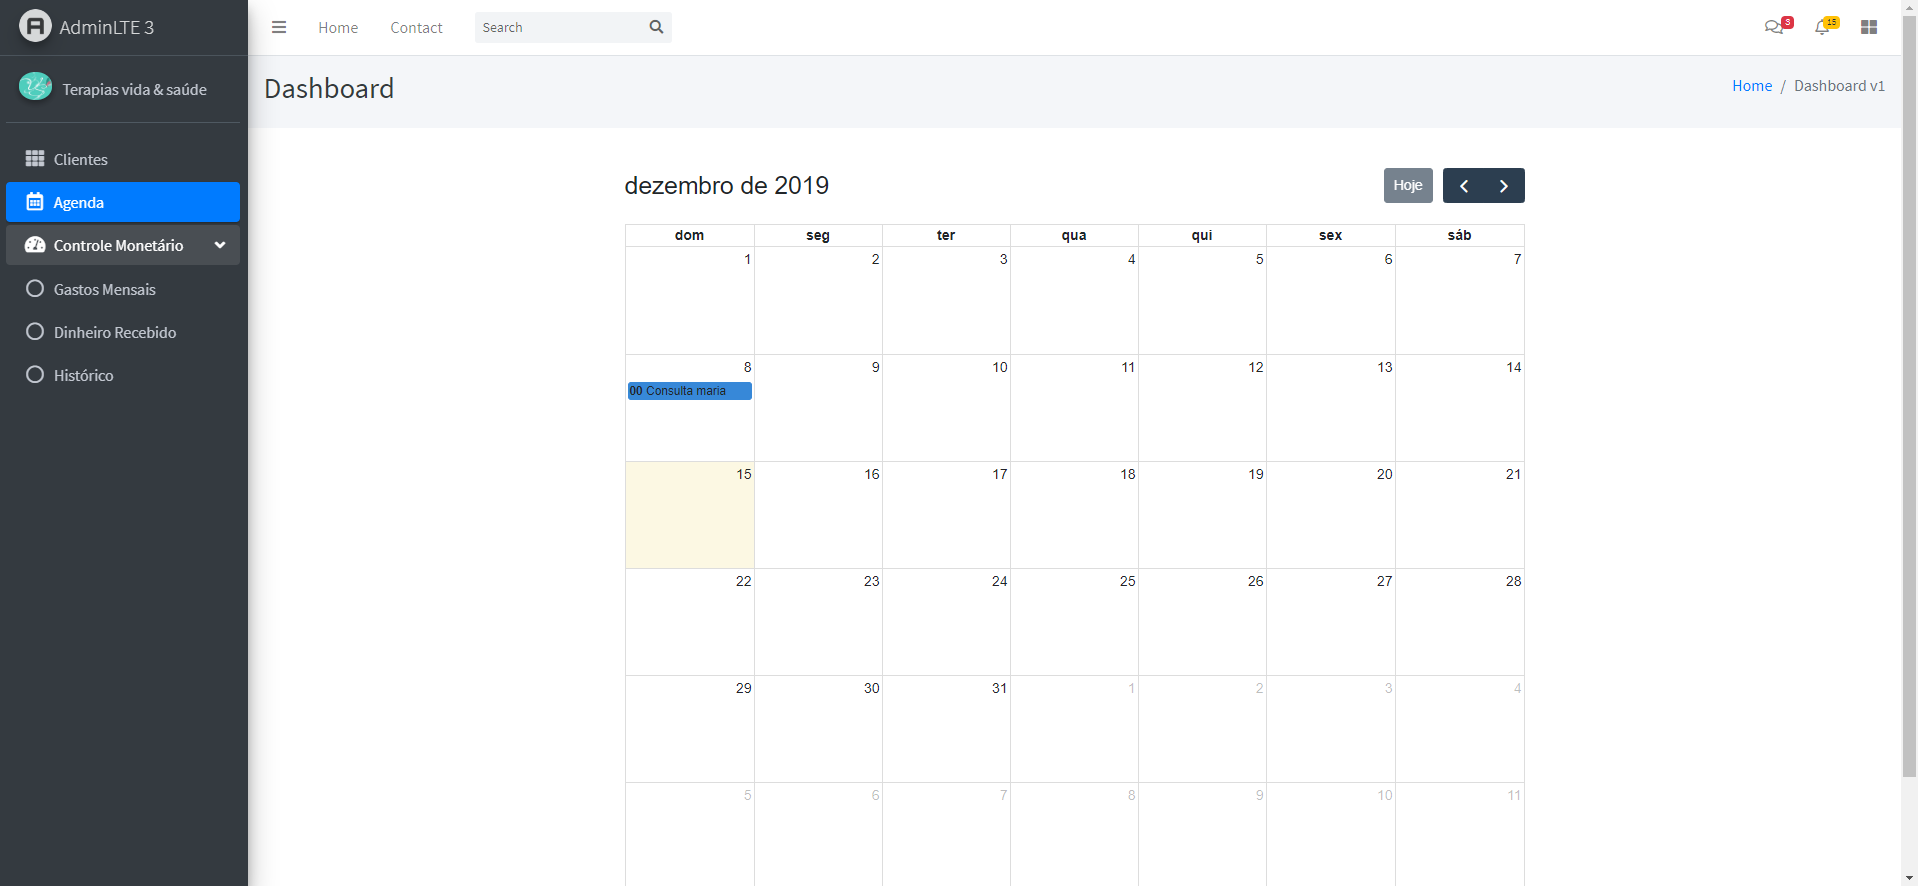 AdminLTE 3
Home Contact Search 3 15
Terapias vida & saúde
Dashboard
Home / Dashboard v1
Clientes
Agenda
Controle Monetário
Gastos Mensais
Dinheiro Recebido
Histórico
dezembro de 2019
Hoje
dom seg ter qua qui sex sáb
1 2 3 4 5 6 7
8 9 10 11 12 13 14
00 Consulta maria
15 16 17 18 19 20 21
22 23 24 25 26 27 28
29 30 31 1 2 3 4
5 6 7 8 9 10 11